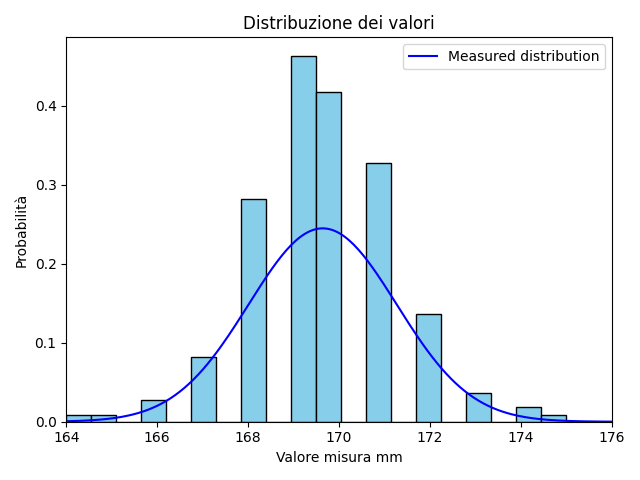 Distribuzione dei valori
Measured distribution
Probabilità
0.4
0.3
0.2
0.1
0.0
164 166 168 170 172 174 176
Valore misura mm